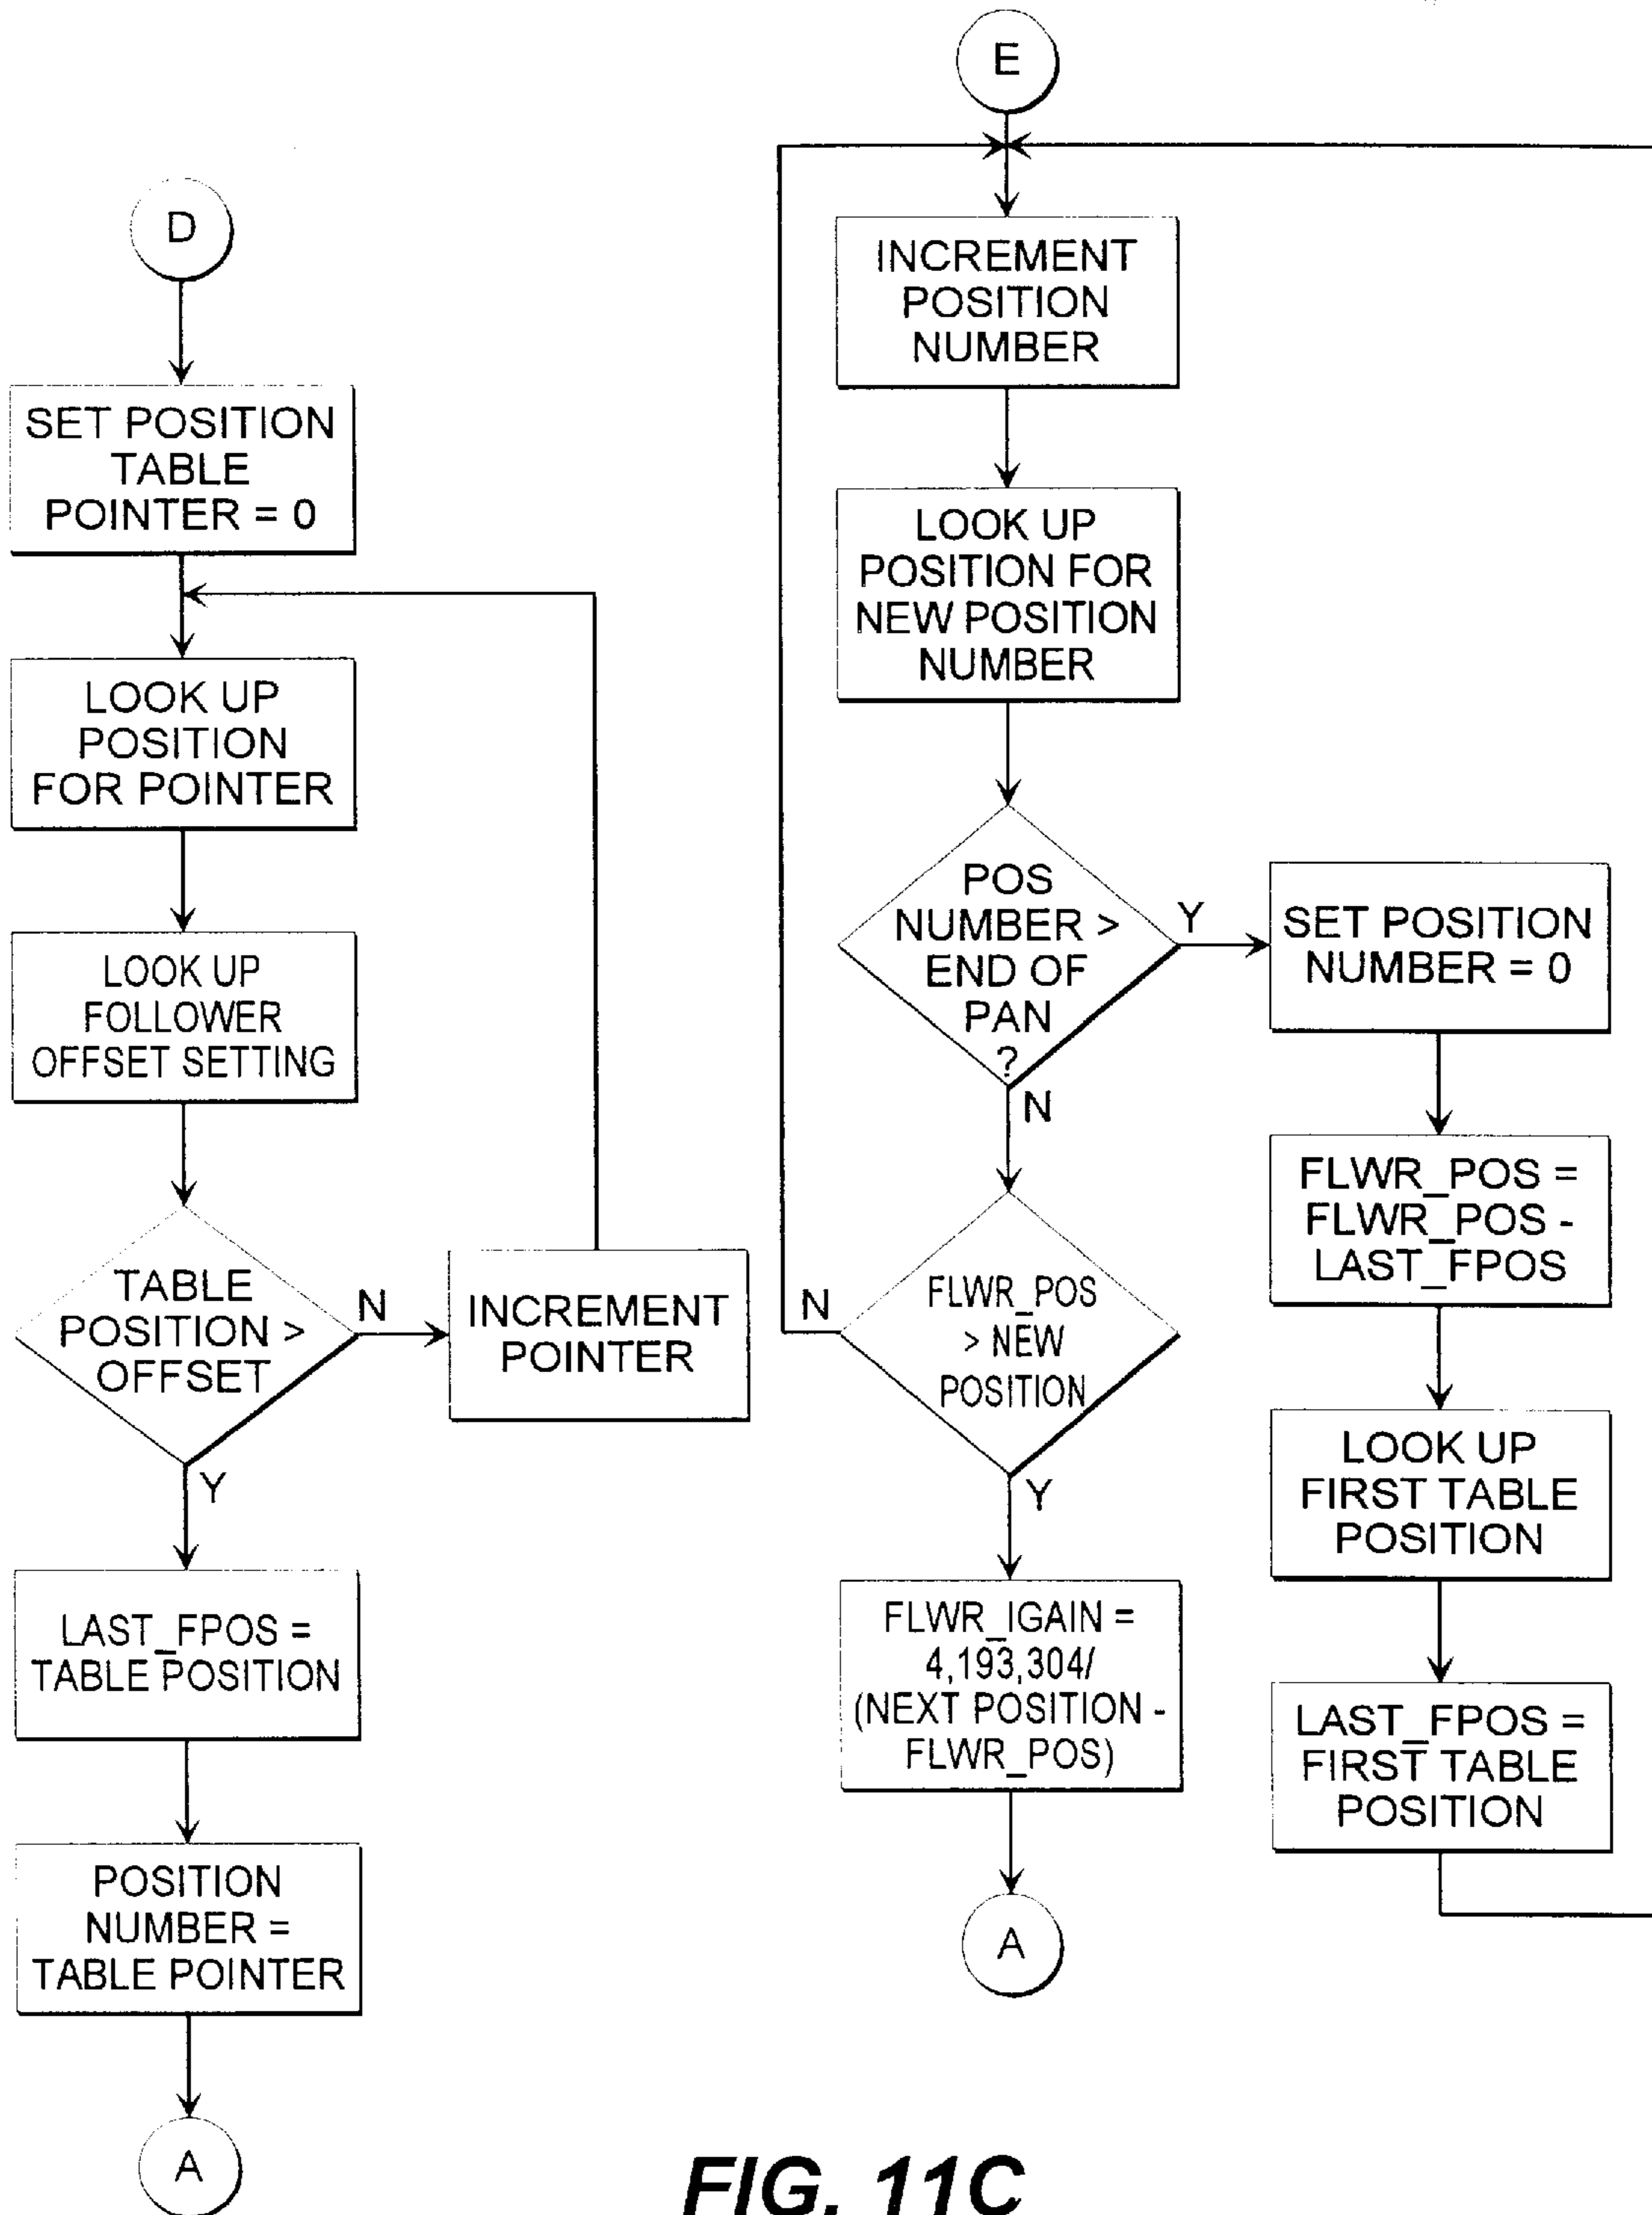 D
SET POSITION
TABLE
POINTER = 0
LOOK UP
POSITION
FOR POINTER
LOOK UP
FOLLOWER
OFFSET SETTING
TABLE
POSITION >
OFFSET
N
INCREMENT
POINTER
Y
LAST_FPOS =
TABLE POSITION
POSITION
NUMBER =
TABLE POINTER
A
E
INCREMENT
POSITION
NUMBER
LOOK UP
POSITION FOR
NEW POSITION
NUMBER
POS
NUMBER >
END OF
PAN
?
Y
N
SET POSITION
NUMBER = 0
FLWR_POS =
FLWR_POS -
LAST_FPOS
LOOK UP
FIRST TABLE
POSITION
LAST_FPOS =
FIRST TABLE
POSITION
FLWR_POS
> NEW
POSITION
N
Y
FLWR_IGAIN =
4,193,304/
(NEXT POSITION -
FLWR_POS)
A
FIG. 11C